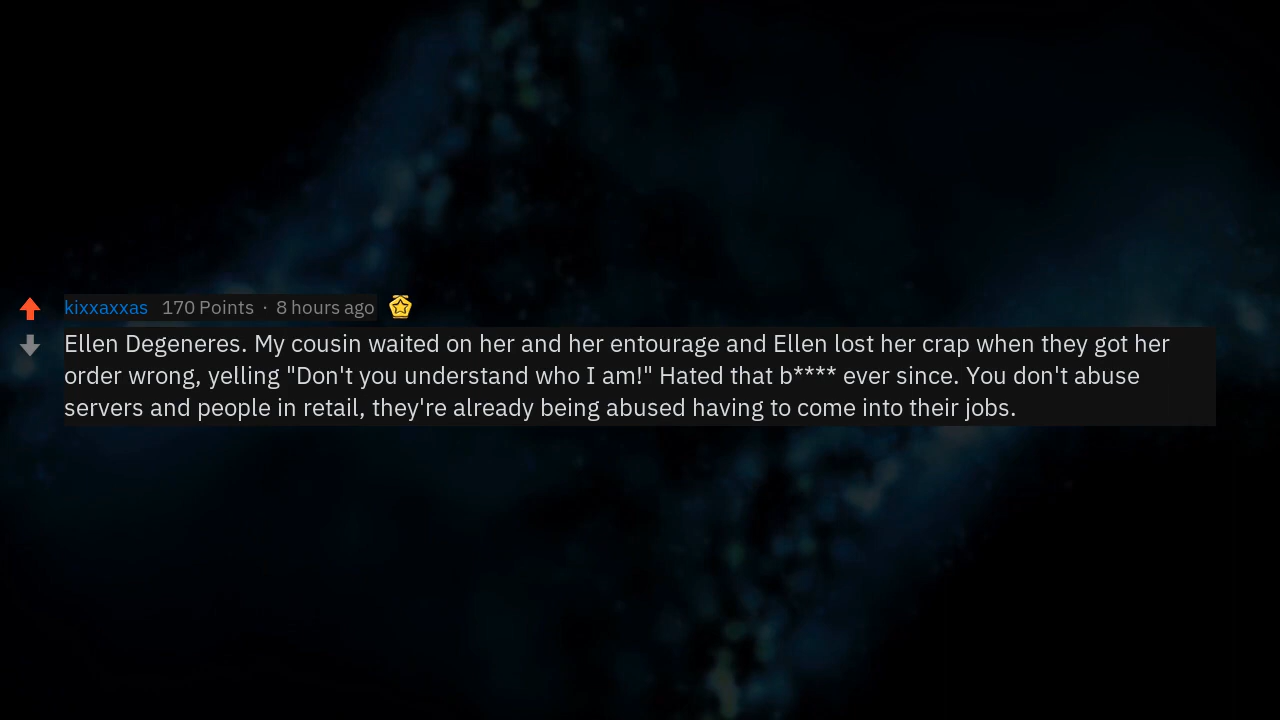 kixxaxxas 170 Points · 8 hours ago
Ellen Degeneres. My cousin waited on her and her entourage and Ellen lost her crap when they got her
order wrong, yelling "Don't you understand who I am!" Hated that b**** ever since. You don't abuse
servers and people in retail, they're already being abused having to come into their jobs.